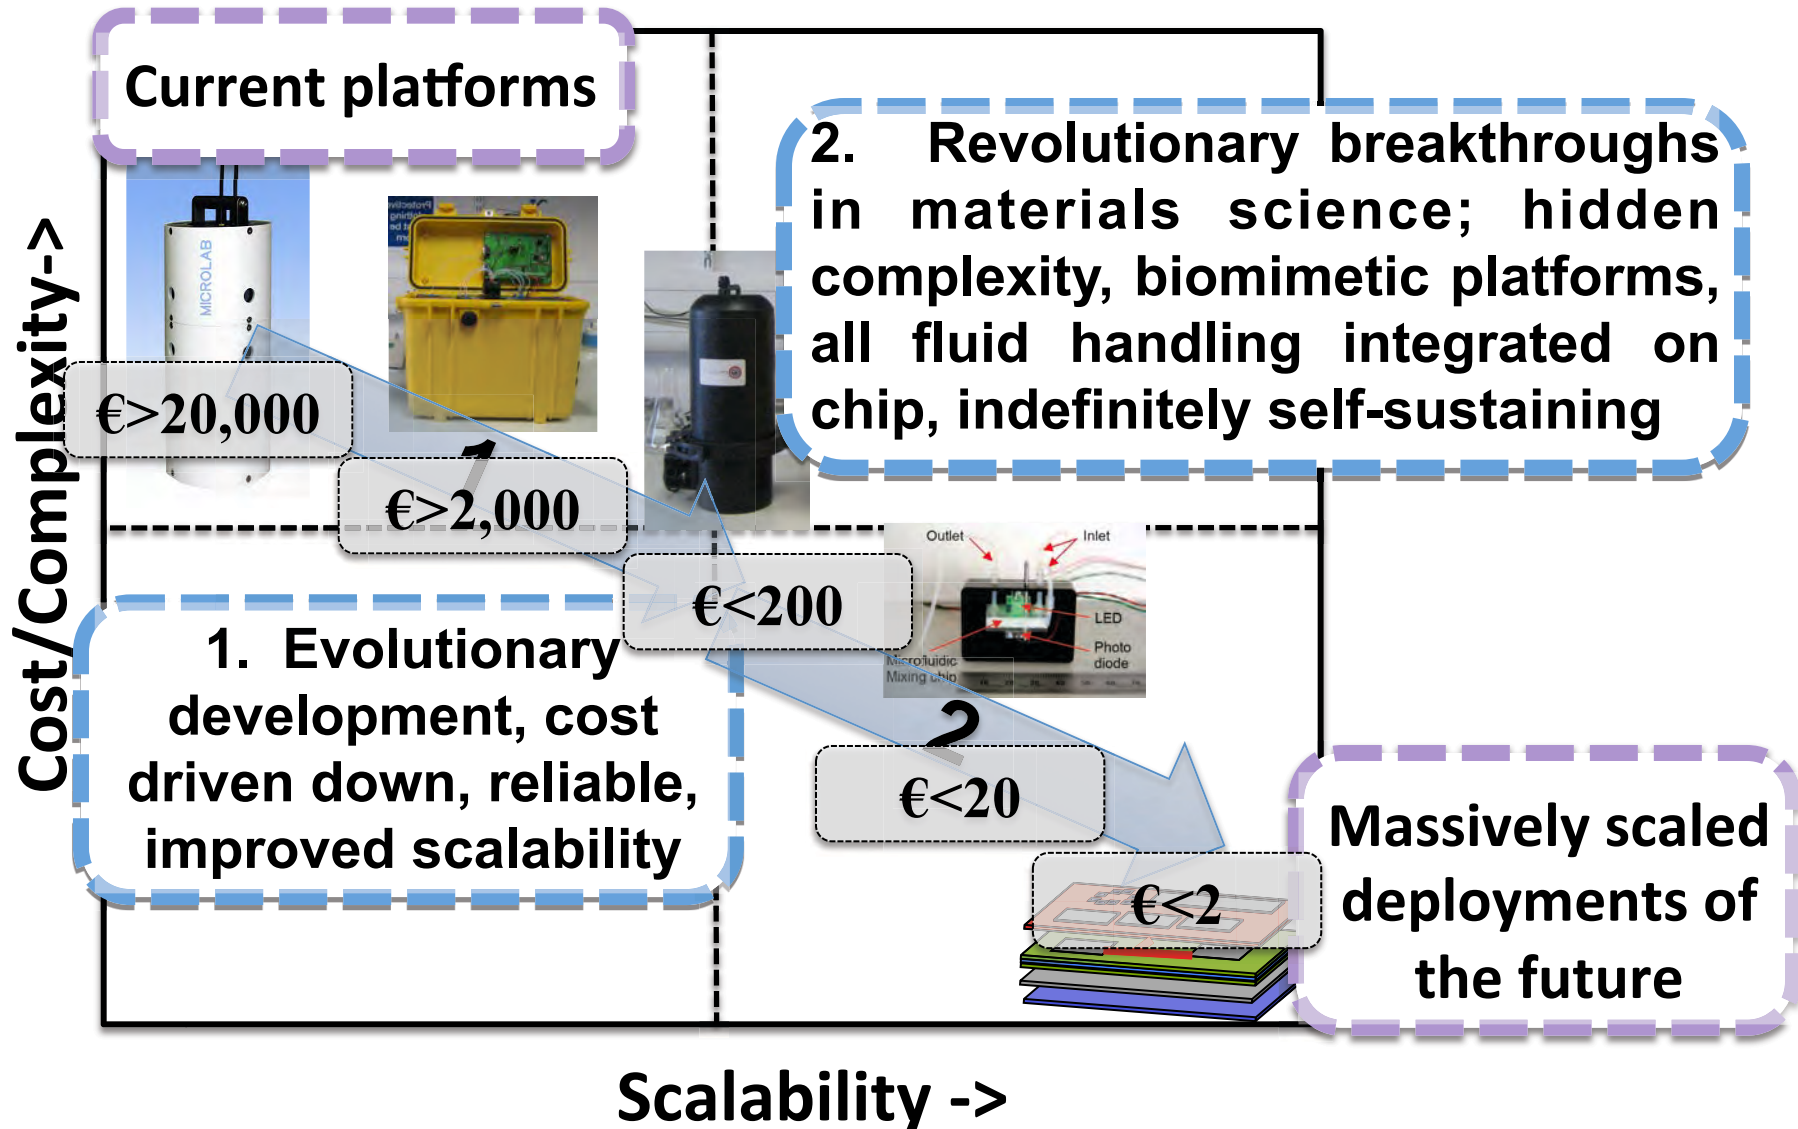 Current platforms
2. Revolutionary breakthroughs
in materials science; hidden
complexity, biomimetic platforms,
all fluid handling integrated on
chip, indefinitely self-sustaining
MICROLAB
Protective
Cost/Complexity->
€>20,000
1
€>2,000
€<200
Outlet
Inlet
LED
Photo
diode
Microfluidic
Mixing chip
1. Evolutionary
development, cost
driven down, reliable,
improved scalability
2
€<20
€<2
Massively scaled
deployments of
the future
Scalability ->